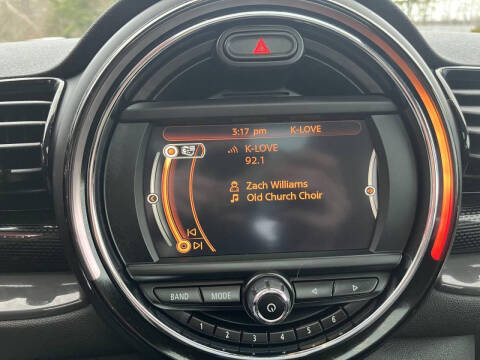 3:17 pm K-LOVE
K-LOVE
92.1
Zach Williams
Old Church Choir
BAND MODE
1 2 3 4 5 6